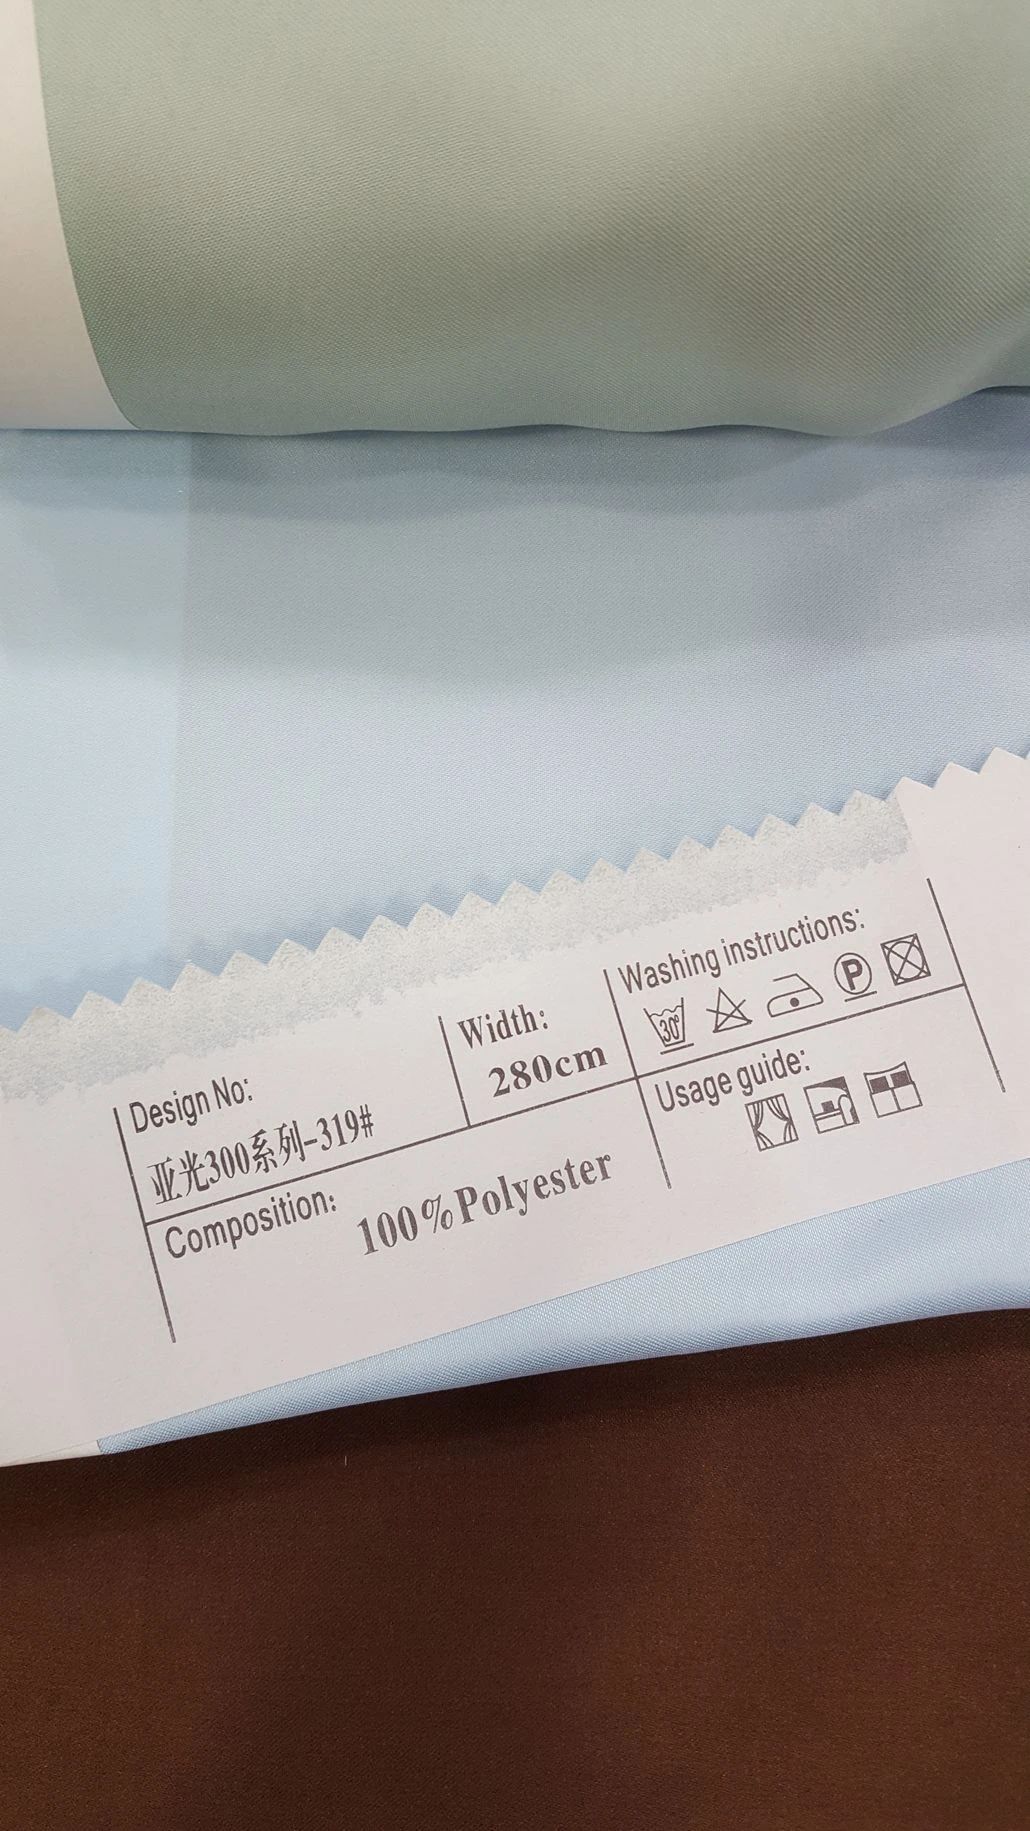 Design No:
亚光300系列-319#
Width:
280cm
Washing instructions:
30°
P
Composition:
100%Polyester
Usage guide: